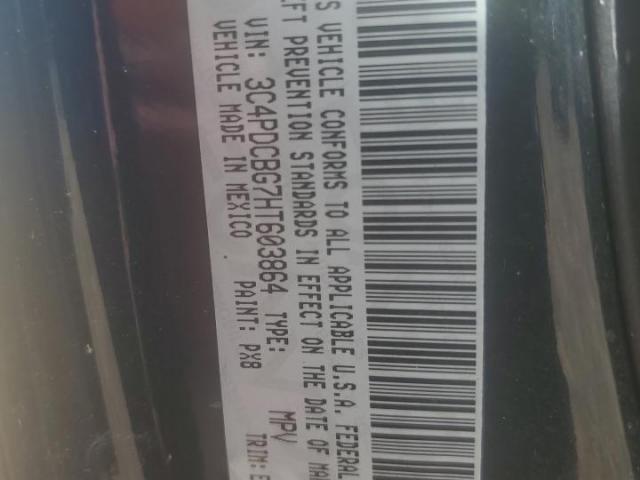 S VEHICLE CONFORMS TO ALL APPLICABLE U.S.A. FEDERAL
EFT PREVENTION STANDARDS IN EFFECT ON THE DATE OF MA
VIN: 3C4PDCBG7HT603864 TYPE: MPV
VEHICLE MADE IN MEXICO PAINT: PX8 TRIM: E